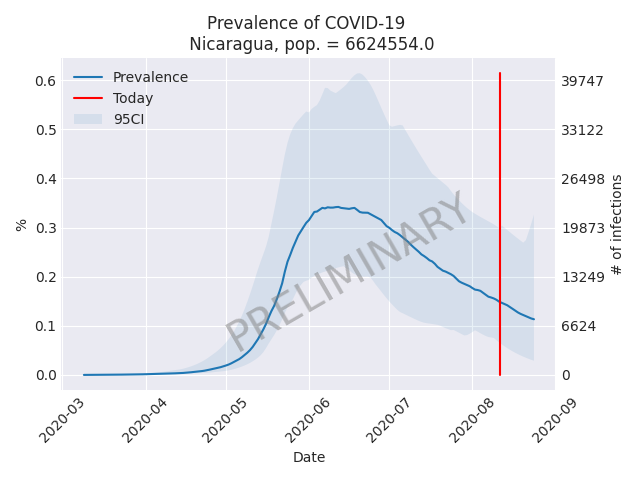 Prevalence of COVID-19
Nicaragua, pop. = 6624554.0
Prevalence
Today
95CI
PRELIMINARY
%
0.6
0.5
0.4
0.3
0.2
0.1
0.0
39747
33122
26498
19873
13249
6624
0
# of infections
2020-03
2020-04
2020-05
2020-06
2020-07
2020-08
2020-09
Date